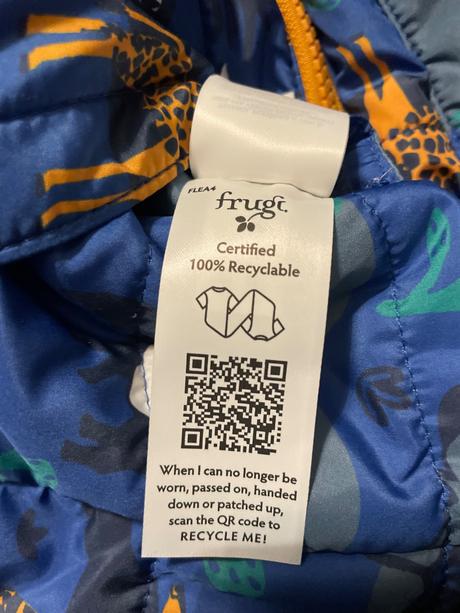 FLEA4
frugi
Certified
100% Recyclable
When I can no longer be
worn, passed on, handed
down or patched up,
scan the QR code to
RECYCLE ME!